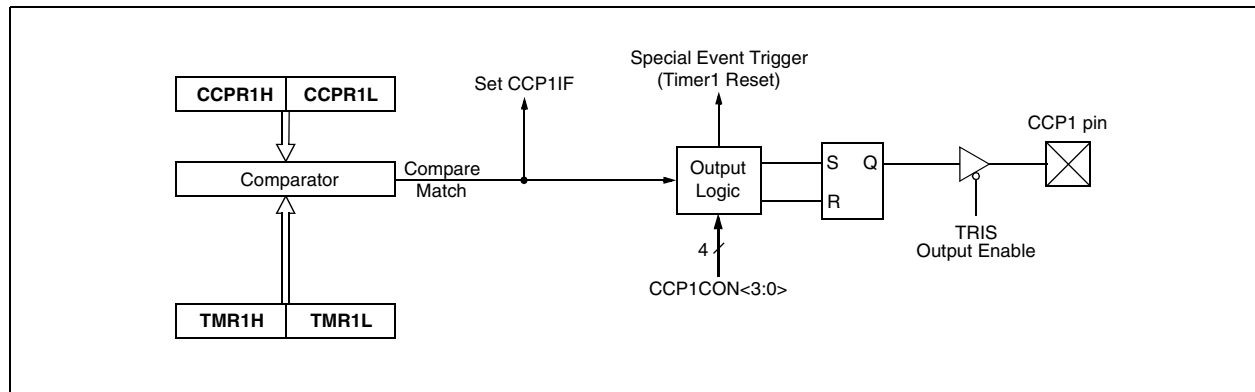 CCPR1H CCPR1L
Comparator
TMR1H TMR1L
Compare
Match
Set CCP1IF
Special Event Trigger
(Timer1 Reset)
Output
Logic
4
CCP1CON<3:0>
S Q
R
TRIS
Output Enable
CCP1 pin